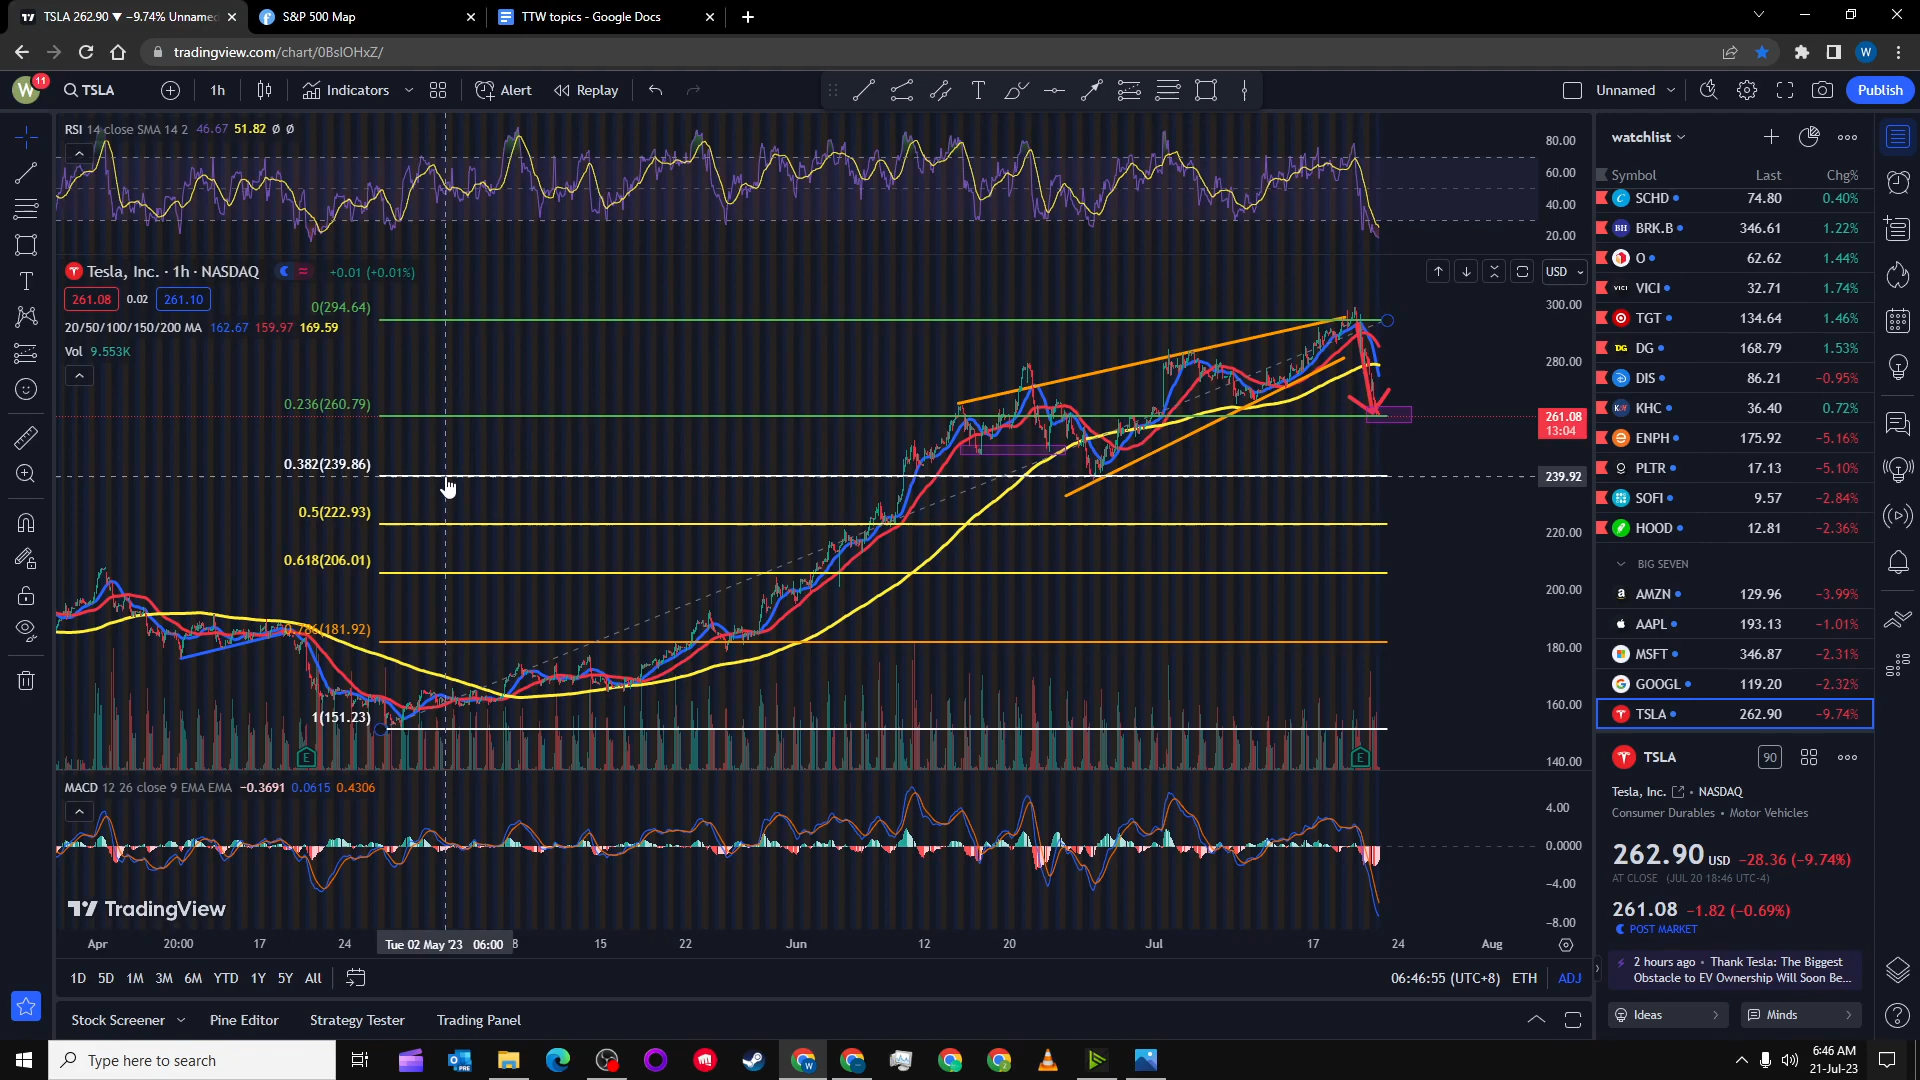 TSLA 262.90 ▼ −9.74% Unname
S&P 500 Map
TTW topics - Google Docs
tradingview.com/chart/0BslOHxZ/
W
W
11
TSLA
1h
Indicators
Alert
Replay
Unnamed
Publish
RSI 14 close SMA 14 2 46.67 51.82 Ø Ø
80.00
60.00
40.00
20.00
Tesla, Inc. · 1h · NASDAQ
+0.01 (+0.01%)
USD
261.08 0.02 261.10
20/50/100/150/200 MA 162.67 159.97 169.59
Vol 9.553K
0(294.64)
0.236(260.79)
0.382(239.86)
0.5(222.93)
0.618(206.01)
0.786(181.92)
1(151.23)
300.00
280.00
261.08
13:04
239.92
220.00
200.00
180.00
160.00
140.00
E
E
MACD 12 26 close 9 EMA EMA −0.3691 0.0615 0.4306
4.00
0.0000
−4.00
−8.00
TradingView
Apr
20:00
17
24
Tue 02 May '23 06:00
8
15
22
Jun
12
20
Jul
17
24
Aug
1D 5D 1M 3M 6M YTD 1Y 5Y All
06:46:55 (UTC+8) ETH ADJ
Stock Screener
Pine Editor
Strategy Tester
Trading Panel
watchlist
Symbol Last Chg%
SCHD 74.80 0.40%
BRK.B 346.61 1.22%
O 62.62 1.44%
VICI 32.71 1.74%
TGT 134.64 1.46%
DG 168.79 1.53%
DIS 86.21 −0.95%
KHC 36.40 0.72%
ENPH 175.92 −5.16%
PLTR 17.13 −5.10%
SOFI 9.57 −2.84%
HOOD 12.81 −2.36%
BIG SEVEN
AMZN 129.96 −3.99%
AAPL 193.13 −1.01%
MSFT 346.87 −2.31%
GOOGL 119.20 −2.32%
TSLA 262.90 −9.74%
TSLA
90
Tesla, Inc. • NASDAQ
Consumer Durables • Motor Vehicles
262.90 USD −28.36 (−9.74%)
AT CLOSE (JUL 20 18:46 UTC-4)
261.08 −1.82 (−0.69%)
POST MARKET
2 hours ago • Thank Tesla: The Biggest
Obstacle to EV Ownership Will Soon Be...
Ideas
Minds
Type here to search
6:46 AM
21-Jul-23